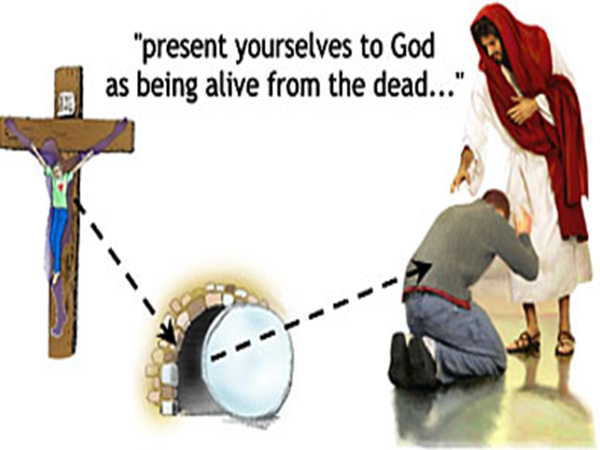 "present yourselves to God
as being alive from the dead..."